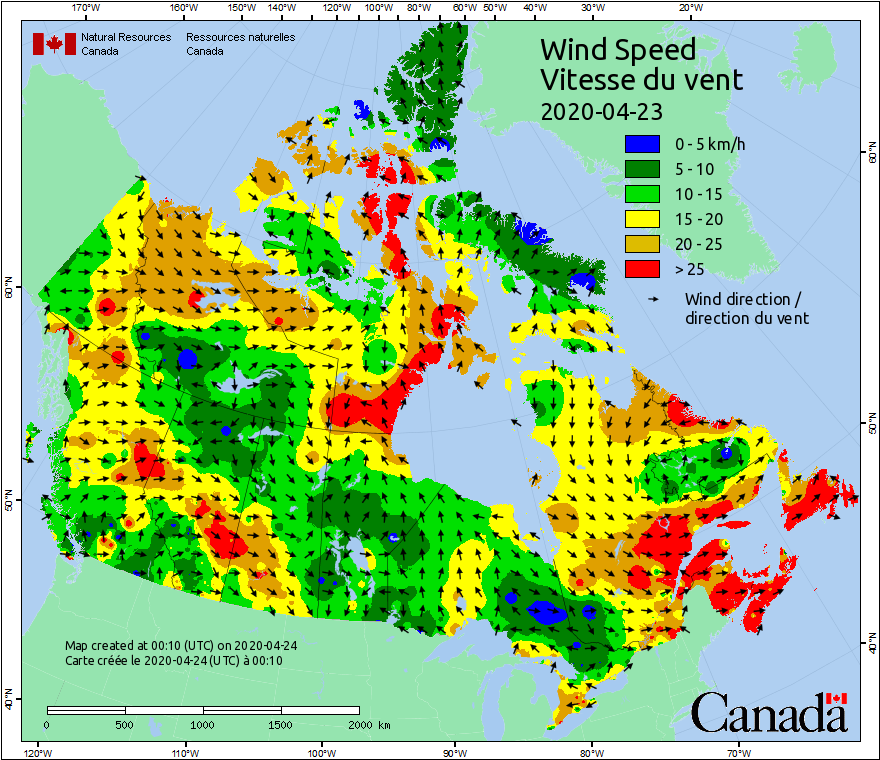 170°W 160°W 150°W 140°W 130°W 120°W 110°W 100°W 90°W 80°W 70°W 60°W 50°W 40°W 30°W 20°W
Natural Resources Canada
Ressources naturelles Canada
Wind Speed
Vitesse du vent
2020-04-23
0 - 5 km/h
5 - 10
10 - 15
15 - 20
20 - 25
> 25
Wind direction /
direction du vent
60°N
50°N
40°N
60°N
50°N
40°N
Map created at 00:10 (UTC) on 2020-04-24
Carte créée le 2020-04-24 (UTC) à 00:10
0 500 1000 1500 2000 km
Canada
120°W 110°W 100°W 90°W 80°W 70°W